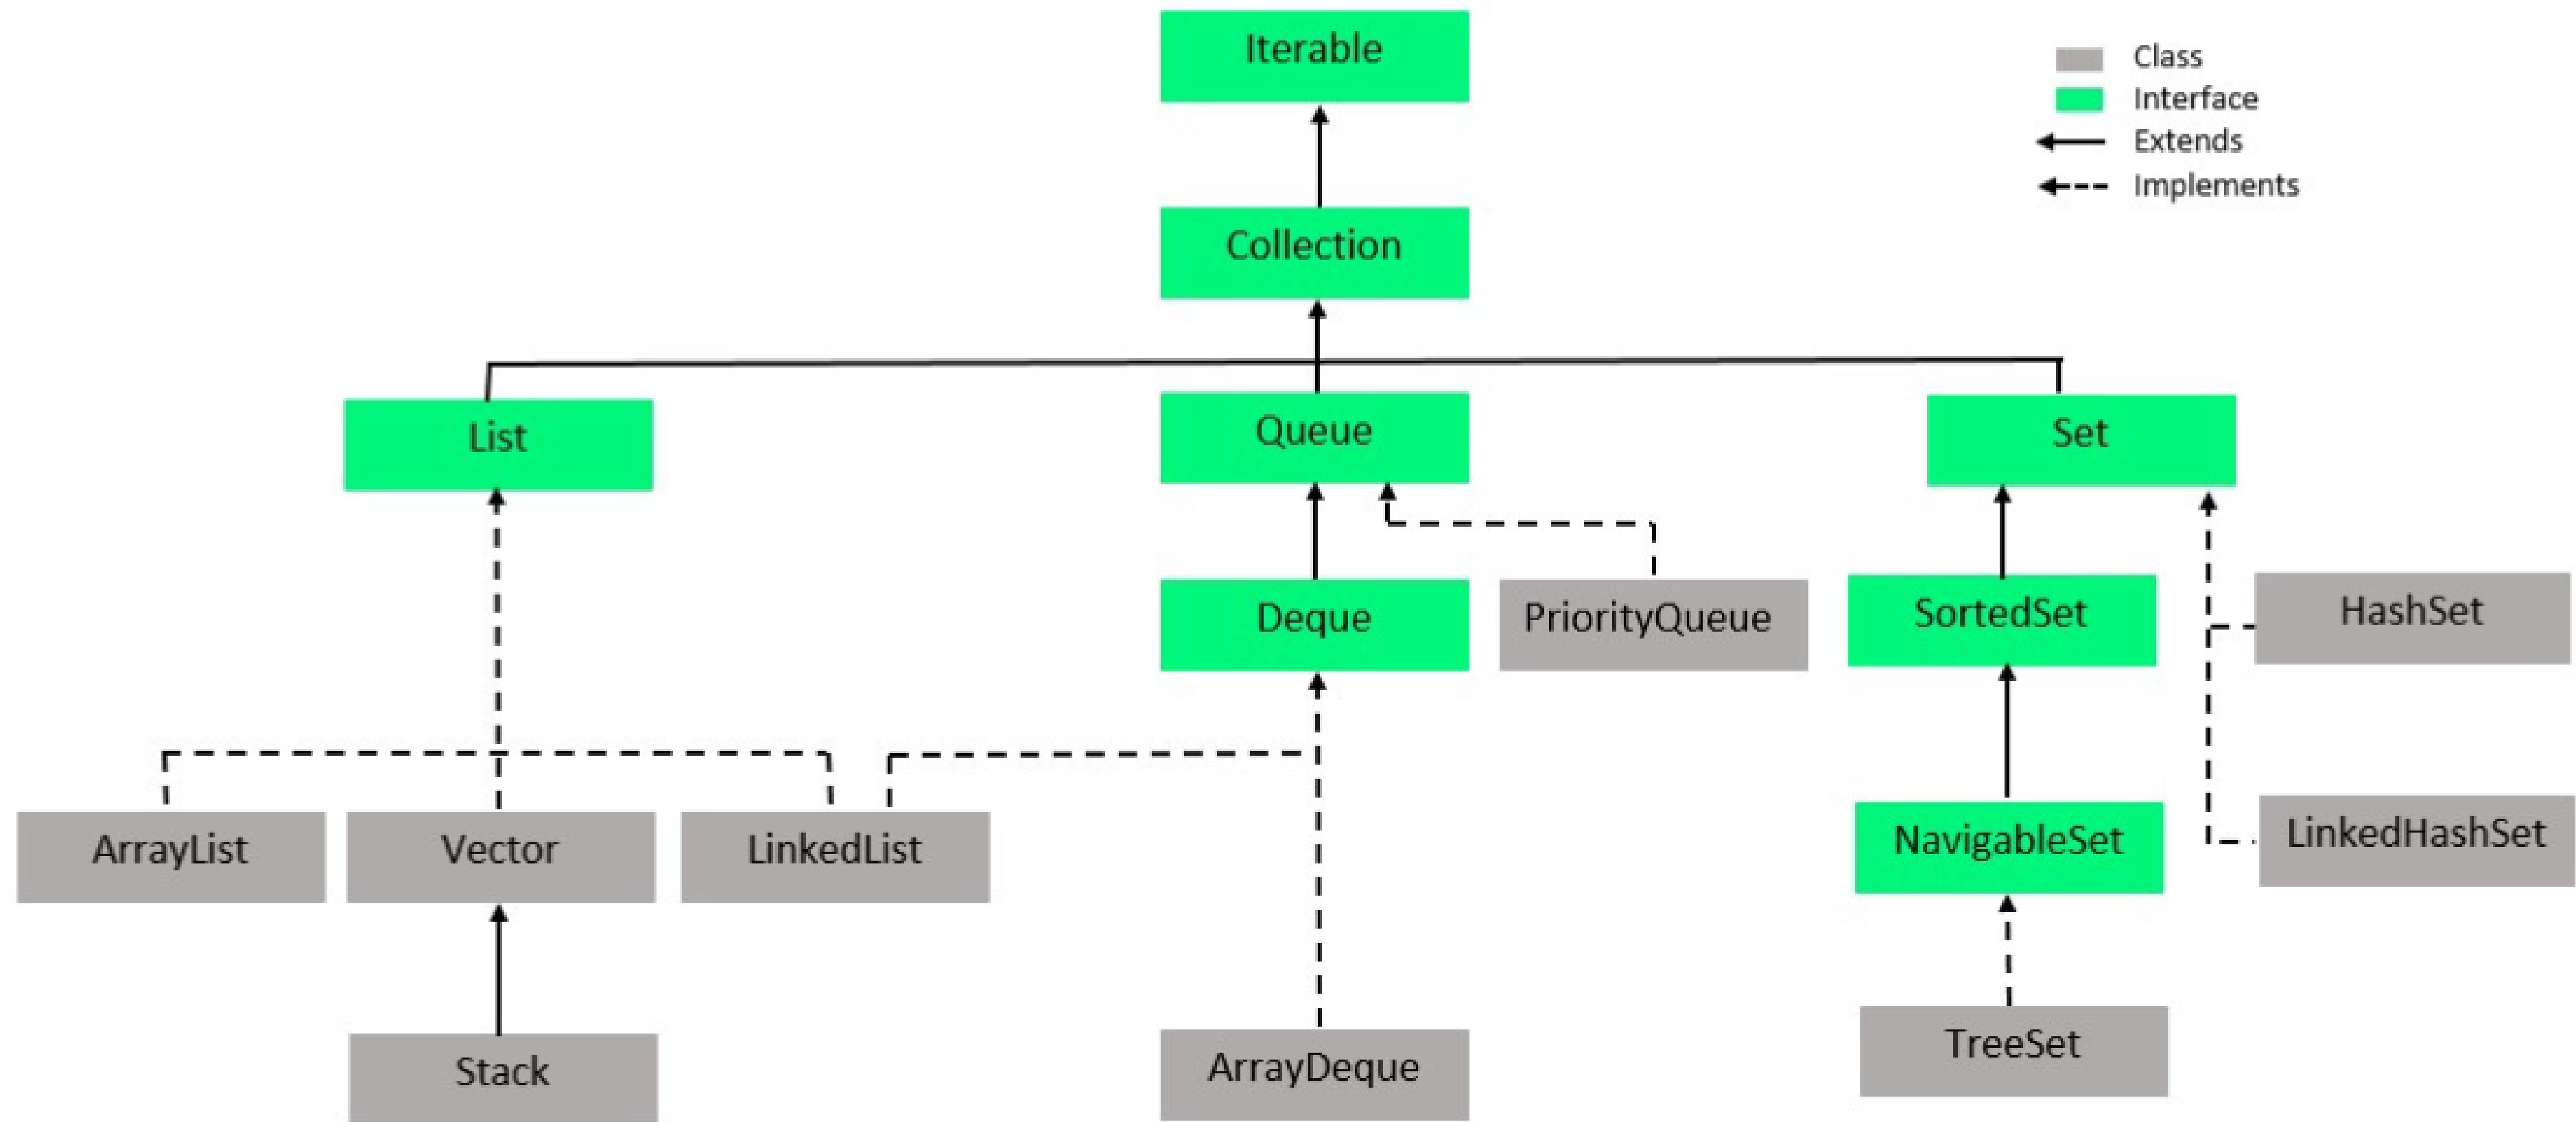 Iterable
Class
Interface
Extends
Implements
Collection
List
Queue
Set
Deque
PriorityQueue
SortedSet
HashSet
ArrayList
Vector
LinkedList
NavigableSet
LinkedHashSet
Stack
ArrayDeque
TreeSet